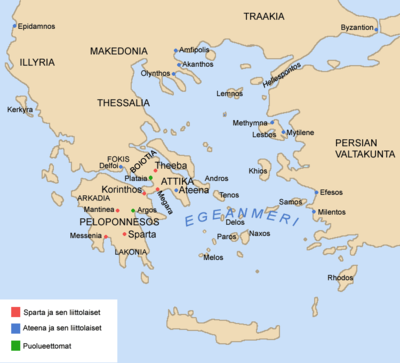 TRAAKIA
Epidamnos
Byzantion
MAKEDONIA
Amfipolis
ILLYRIA
Akanthos
Olynthos
Hellespontos
Lemnos
THESSALIA
Kerkyra
Methymna
Mytilene
Lesbos
PERSIAN
VALTAKUNTA
FOKIS
Delfoi
BOIOTIA
Theeba
Khios
Plataia
ATTIKA
Andros
Korinthos
Ateena
Megara
Efesos
ARKADIA
Tenos
Samos
Mantinea
Argos
EGEANMERI
Milentos
PELOPONNESOS
Delos
Messenia
Sparta
Paros
Naxos
LAKONIA
Melos
Rhodos
Sparta ja sen liittolaiset
Ateena ja sen liittolaiset
Puolueettomat